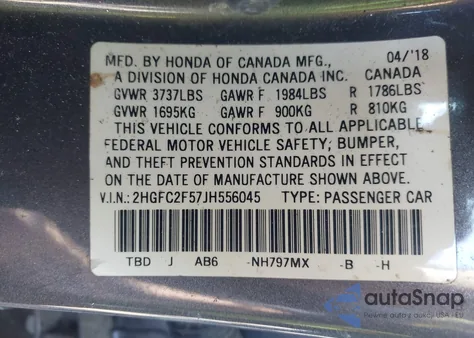 MFD. BY HONDA OF CANADA MFG., 04/'18
A DIVISION OF HONDA CANADA INC. CANADA
GVWR 3737LBS GAWR F 1984LBS R 1786LBS
GVWR 1695KG GAWR F 900KG R 810KG
THIS VEHICLE CONFORMS TO ALL APPLICABLE
FEDERAL MOTOR VEHICLE SAFETY, BUMPER,
AND THEFT PREVENTION STANDARDS IN EFFECT
ON THE DATE OF MANUFACTURE SHOWN ABOVE.
V.I.N.: 2HGFC2F57JH556045 TYPE: PASSENGER CAR
TBD J AB6 -NH797MX -B -H
autoSnap